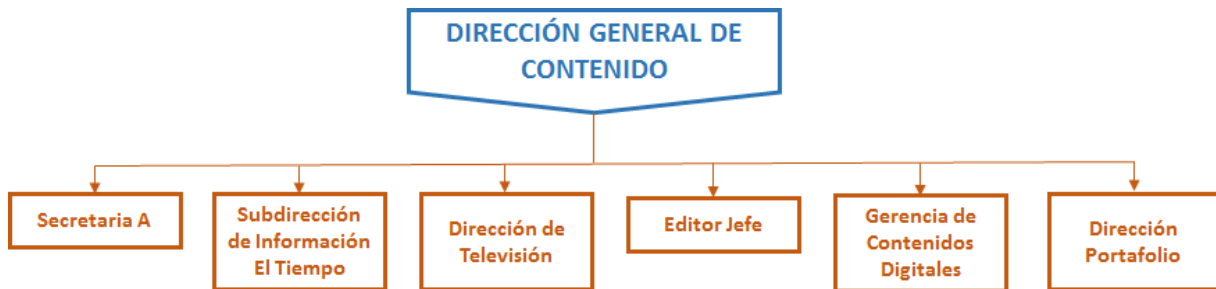 DIRECCIÓN GENERAL DE
CONTENIDO
Secretaria A
Subdirección
de Información
El Tiempo
Dirección de
Televisión
Editor Jefe
Gerencia de
Contenidos
Digitales
Dirección
Portafolio